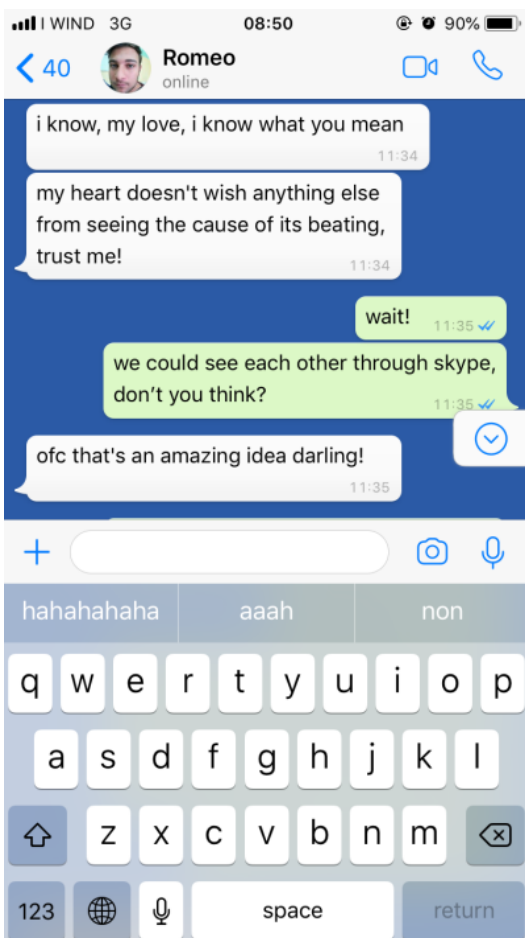 I WIND 3G 08:50 90%
40 Romeo
online
i know, my love, i know what you mean
11:34
my heart doesn't wish anything else
from seeing the cause of its beating,
trust me!
11:34
wait!
11:35
we could see each other through skype,
don't you think?
11:35
ofc that's an amazing idea darling!
11:35
hahahahaha aaah non
q w e r t y u i o p
a s d f g h j k l
z x c v b n m
123 space return